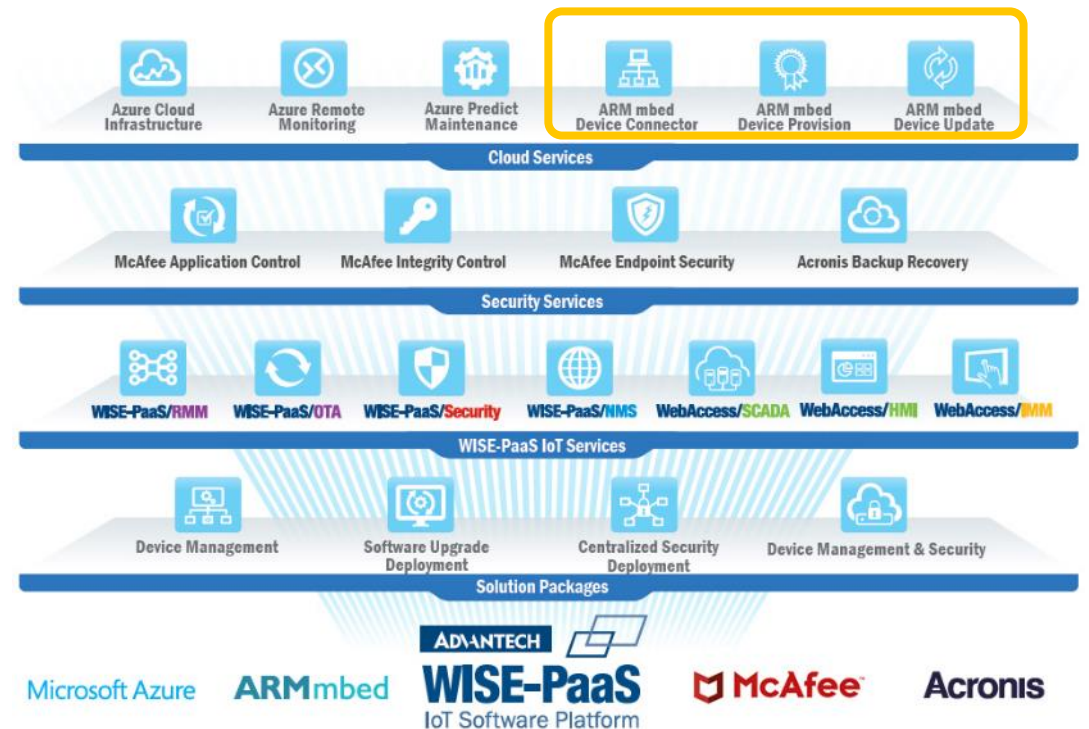 Azure Cloud
Infrastructure
Azure Remote
Monitoring
Azure Predict
Maintenance
ARM mbed
Device Connector
ARM mbed
Device Provision
ARM mbed
Device Update
Cloud Services
McAfee Application Control
McAfee Integrity Control
McAfee Endpoint Security
Acronis Backup Recovery
Security Services
WISE-PaaS/RMM
WISE-PaaS/OTA
WISE-PaaS/Security
WISE-PaaS/NMS
WebAccess/SCADA
WebAccess/HMI
WebAccess/IMM
WISE-PaaS IoT Services
Device Management
Software Upgrade
Deployment
Centralized Security
Deployment
Device Management & Security
Solution Packages
Microsoft Azure
ARMmbed
ADVANTECH
WISE-PaaS
IoT Software Platform
McAfee™
Acronis